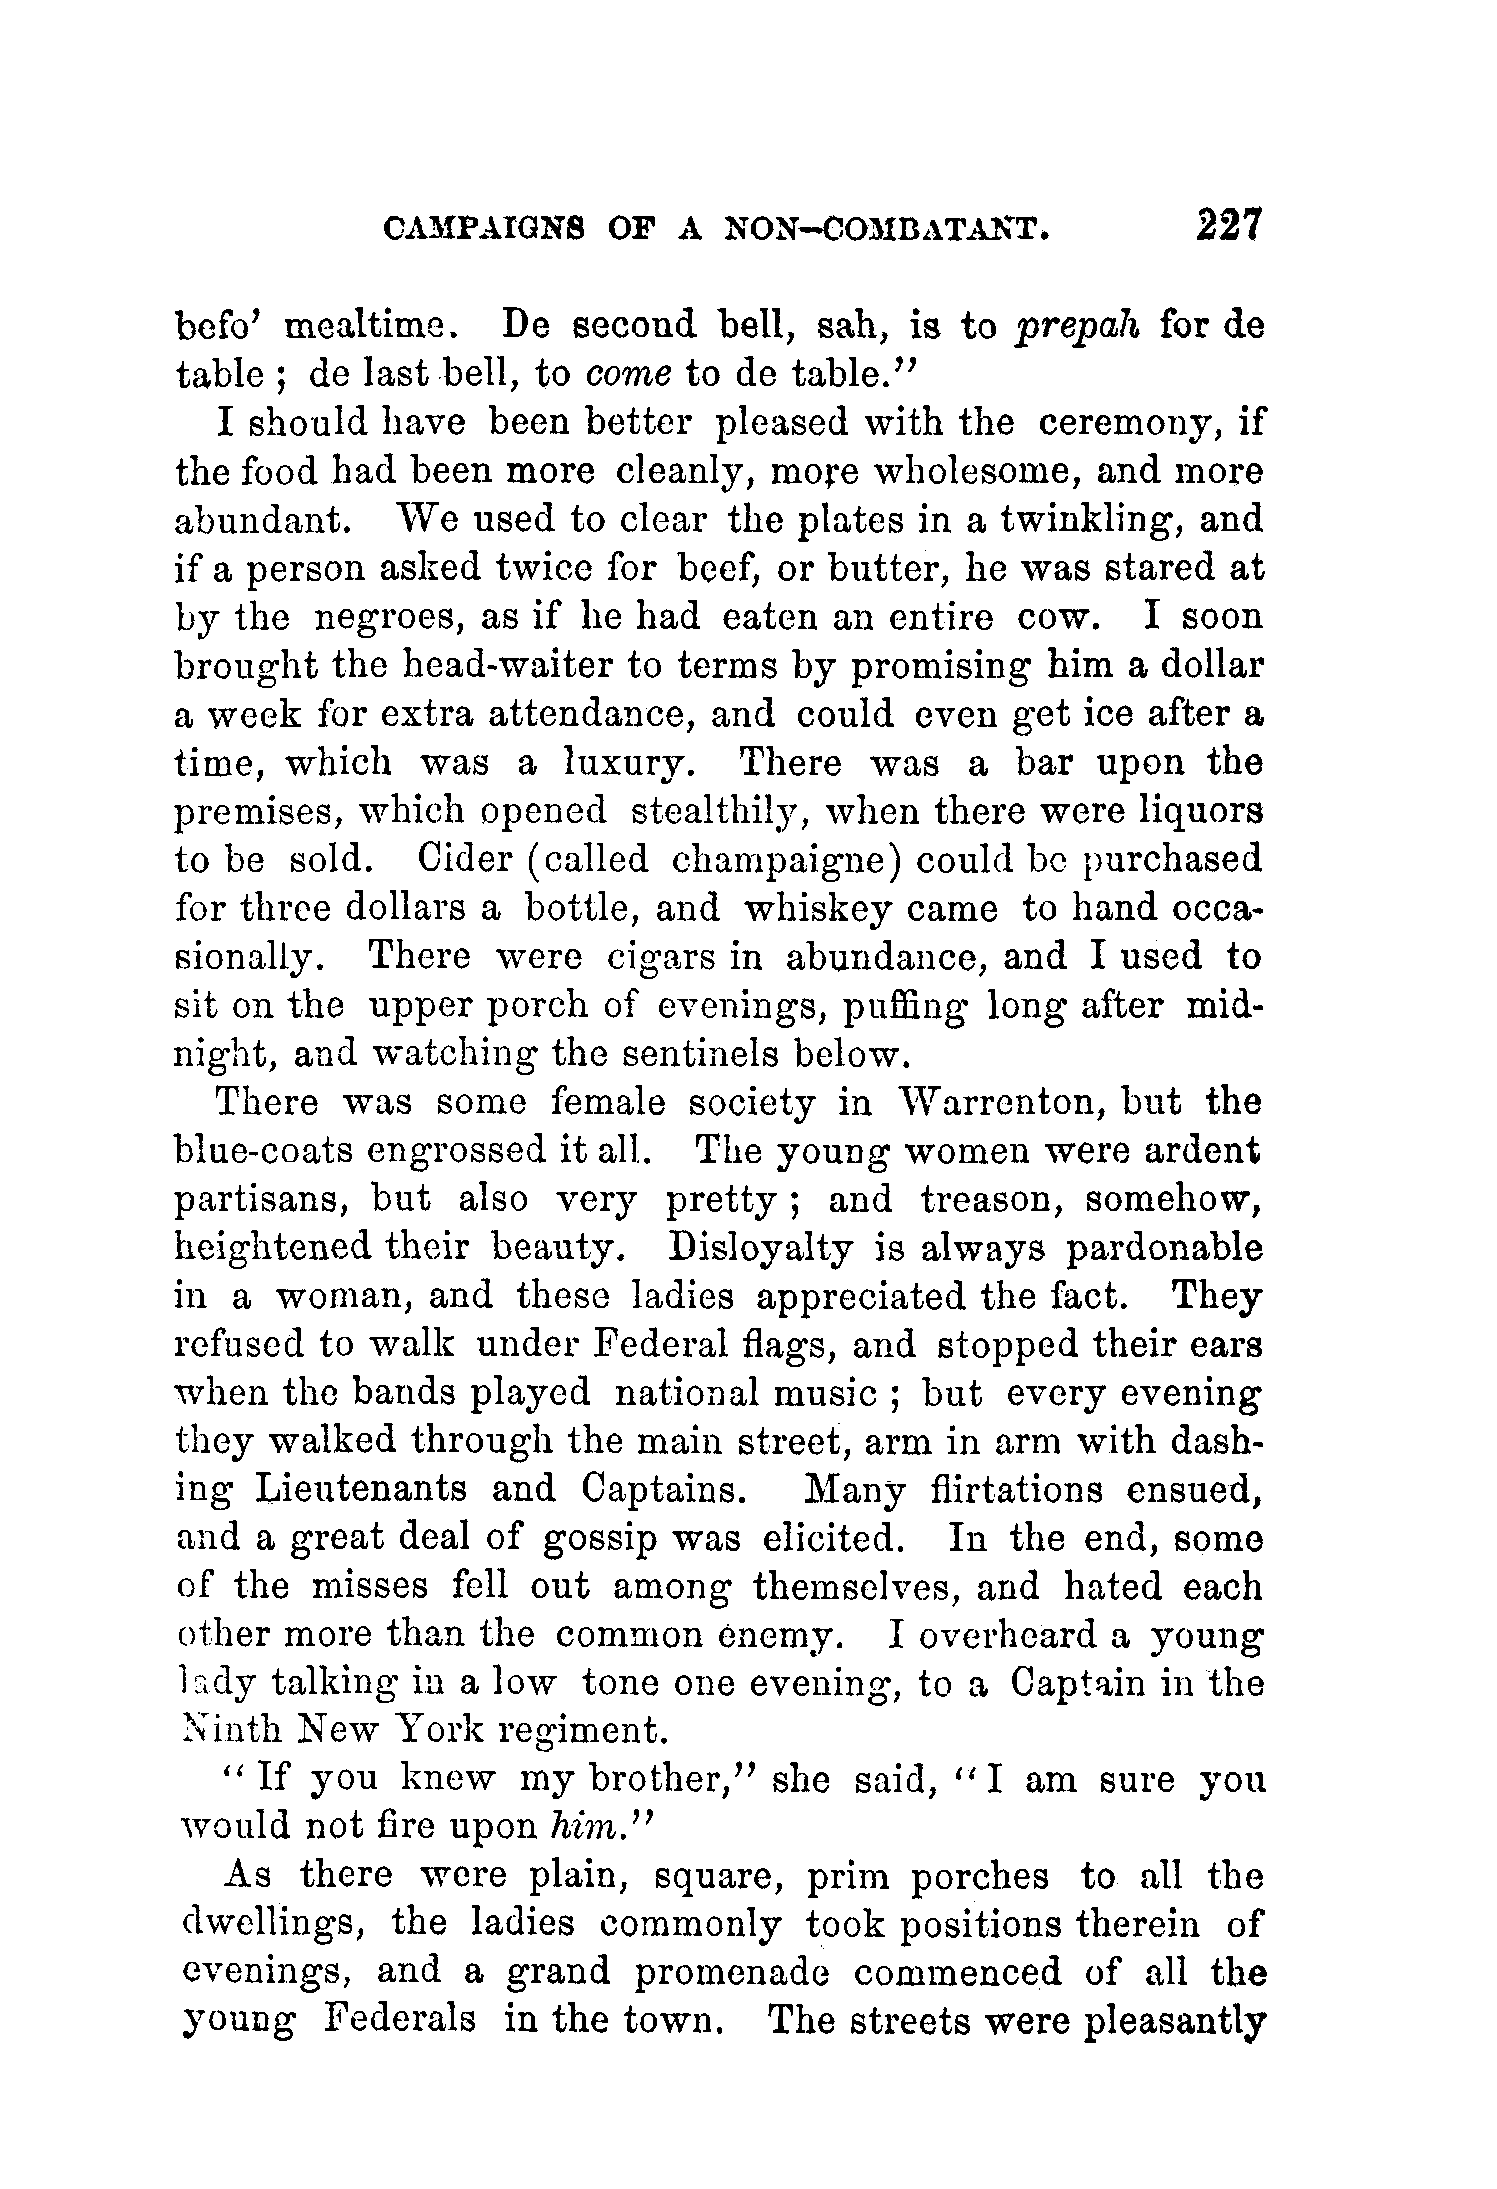 CAMPAIGNS OF A NON-COMBATANT. 227
befo' mealtime. De second bell, sah, is to prepah for de
table ; de last bell, to come to de table."
I should have been better pleased with the ceremony, if
the food had been more cleanly, more wholesome, and more
abundant. We used to clear the plates in a twinkling, and
if a person asked twice for beef, or butter, he was stared at
by the negroes, as if he had eaten an entire cow. I soon
brought the head-waiter to terms by promising him a dollar
a week for extra attendance, and could even get ice after a
time, which was a luxury. There was a bar upon the
premises, which opened stealthily, when there were liquors
to be sold. Cider (called champaigne) could be purchased
for three dollars a bottle, and whiskey came to hand occa-
sionally. There were cigars in abundance, and I used to
sit on the upper porch of evenings, puffing long after mid-
night, and watching the sentinels below.
There was some female society in Warrenton, but the
blue-coats engrossed it all. The young women were ardent
partisans, but also very pretty ; and treason, somehow,
heightened their beauty. Disloyalty is always pardonable
in a woman, and these ladies appreciated the fact. They
refused to walk under Federal flags, and stopped their ears
when the bands played national music ; but every evening
they walked through the main street, arm in arm with dash-
ing Lieutenants and Captains. Many flirtations ensued,
and a great deal of gossip was elicited. In the end, some
of the misses fell out among themselves, and hated each
other more than the common enemy. I overheard a young
lady talking in a low tone one evening, to a Captain in the
Ninth New York regiment.
" If you knew my brother," she said, " I am sure you
would not fire upon him."
As there were plain, square, prim porches to all the
dwellings, the ladies commonly took positions therein of
evenings, and a grand promenade commenced of all the
young Federals in the town. The streets were pleasantly